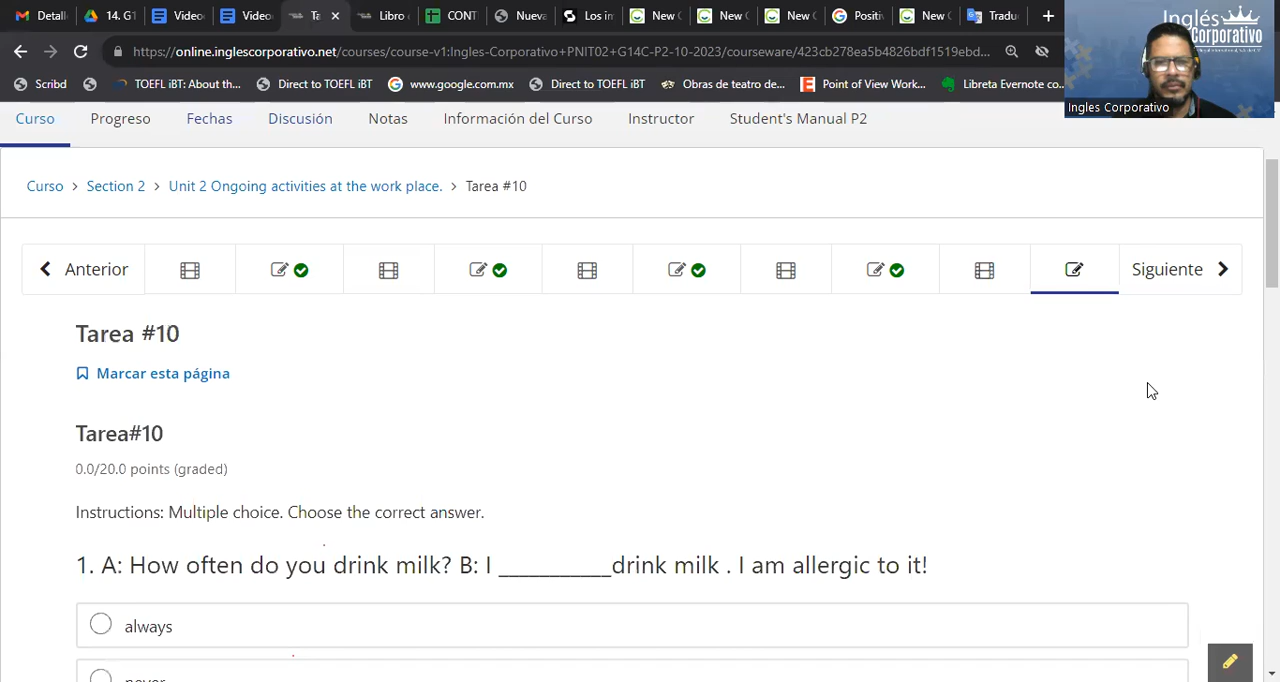 Detall
14. G1
Video
Video
Ta
Libro
CONT
Nueva
Los in
New C
New C
New C
Positi
New C
Tradu
https://online.inglescorporativo.net/courses/course-v1:Ingles-Corporativo+PNIT02+G14C-P2-10-2023/courseware/423cb278ea5b4826bdf1519ebd...
Scribd
TOEFL iBT: About th...
Direct to TOEFL iBT
www.google.com.mx
Direct to TOEFL iBT
Obras de teatro de...
Point of View Work...
Libreta Evernote co...
Inglés
Corporativo
Ingles Corporativo
Curso
Progreso
Fechas
Discusión
Notas
Información del Curso
Instructor
Student's Manual P2
Curso > Section 2 > Unit 2 Ongoing activities at the work place. > Tarea #10
Anterior
Siguiente
Tarea #10
Marcar esta página
Tarea#10
0.0/20.0 points (graded)
Instructions: Multiple choice. Choose the correct answer.
1. A: How often do you drink milk? B: I ___________drink milk . I am allergic to it!
always
never